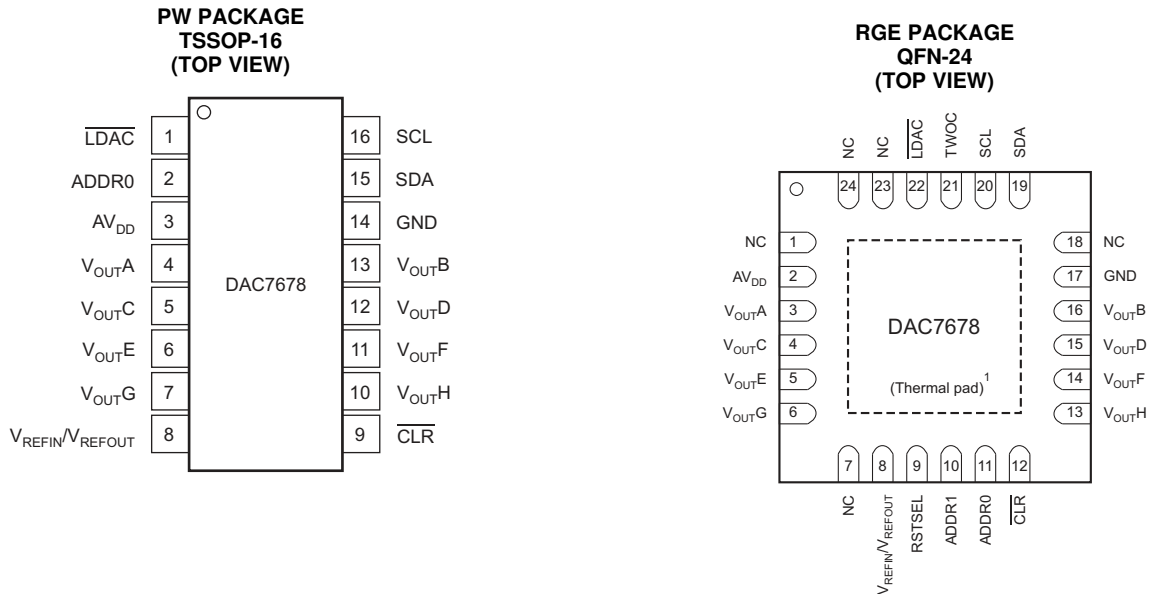 PW PACKAGE
TSSOP-16
(TOP VIEW)
LDAC 1 16 SCL
ADDR0 2 15 SDA
AVDD 3 14 GND
VOUTA 4 13 VOUTB
VOUTC 5 12 VOUTD
VOUTE 6 11 VOUTF
VOUTG 7 10 VOUTH
VREFIN/VREFOUT 8 9 CLR
DAC7678
RGE PACKAGE
QFN-24
(TOP VIEW)
NC NC LDAC TWOC SCL SDA
24 23 22 21 20 19
NC 1 18 NC
AVDD 2 17 GND
VOUTA 3 16 VOUTB
VOUTC 4 15 VOUTD
VOUTE 5 14 VOUTF
VOUTG 6 13 VOUTH
DAC7678
(Thermal pad)1
7 8 9 10 11 12
NC VREFIN/VREFOUT RSTSEL ADDR1 ADDR0 CLR